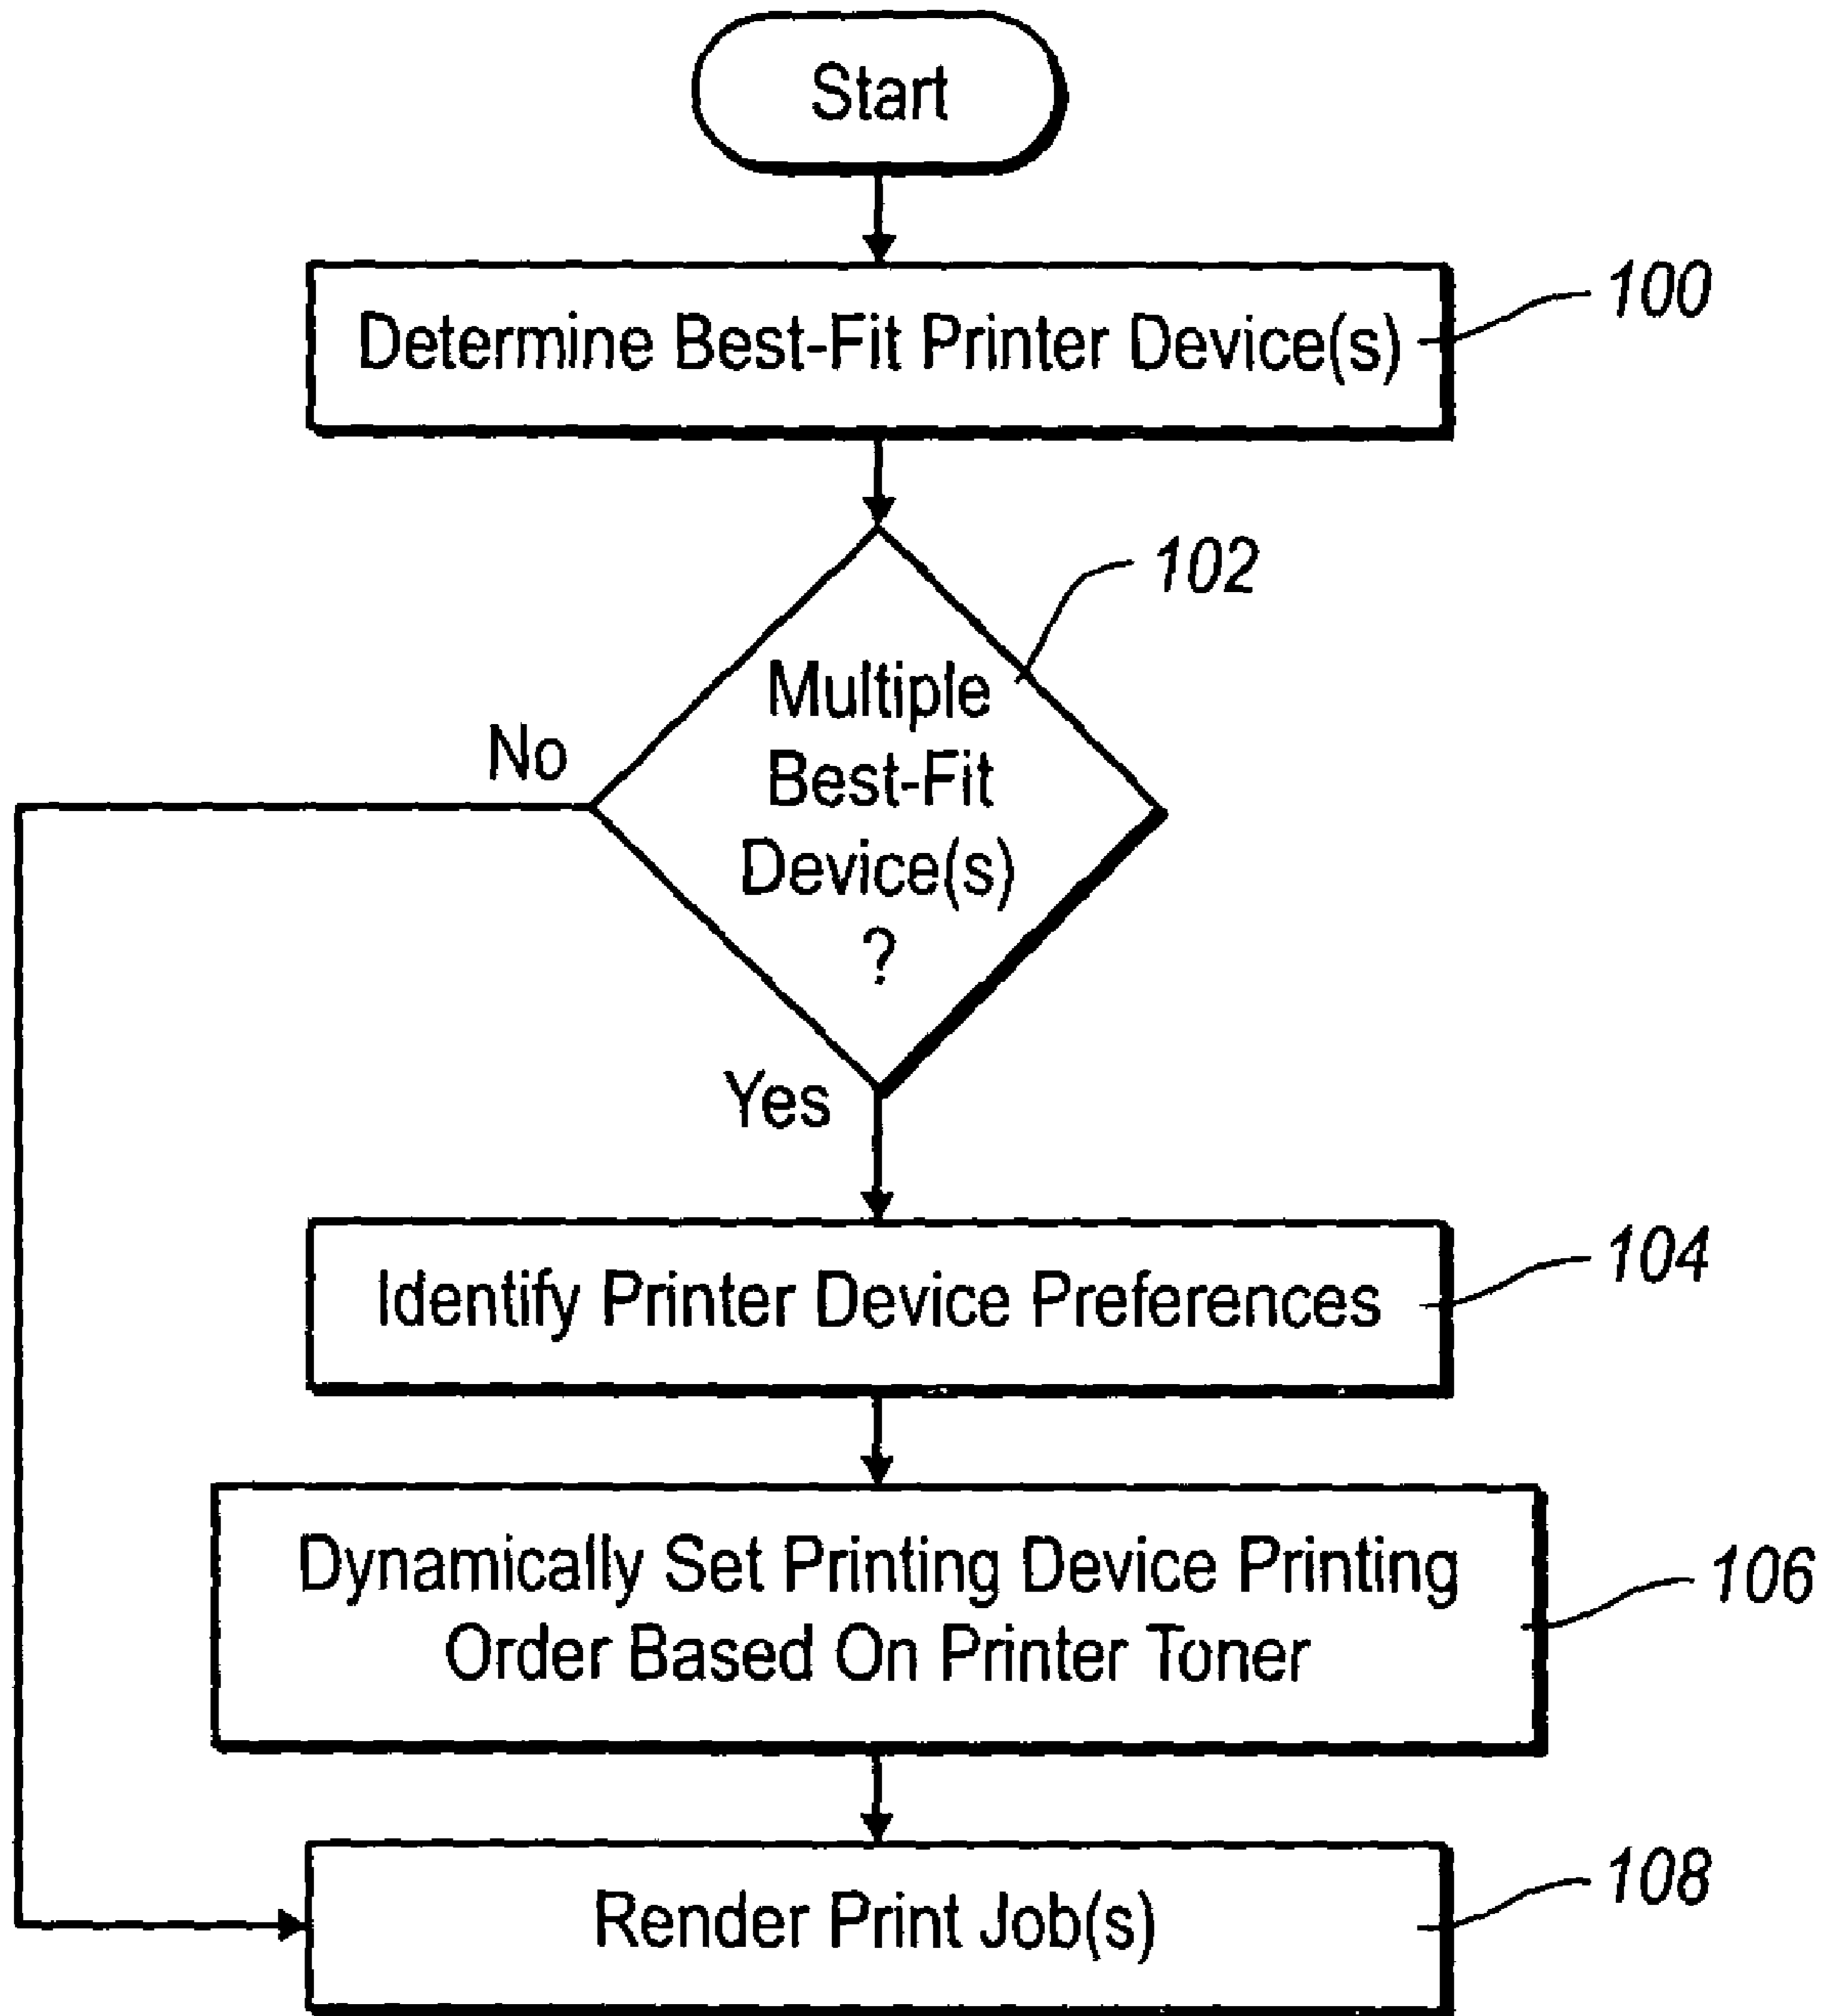 Start
Determine Best-Fit Printer Device(s)
100
102
Multiple
Best-Fit
Device(s)
?
No
Yes
Identify Printer Device Preferences
104
Dynamically Set Printing Device Printing
Order Based On Printer Toner
106
Render Print Job(s)
108